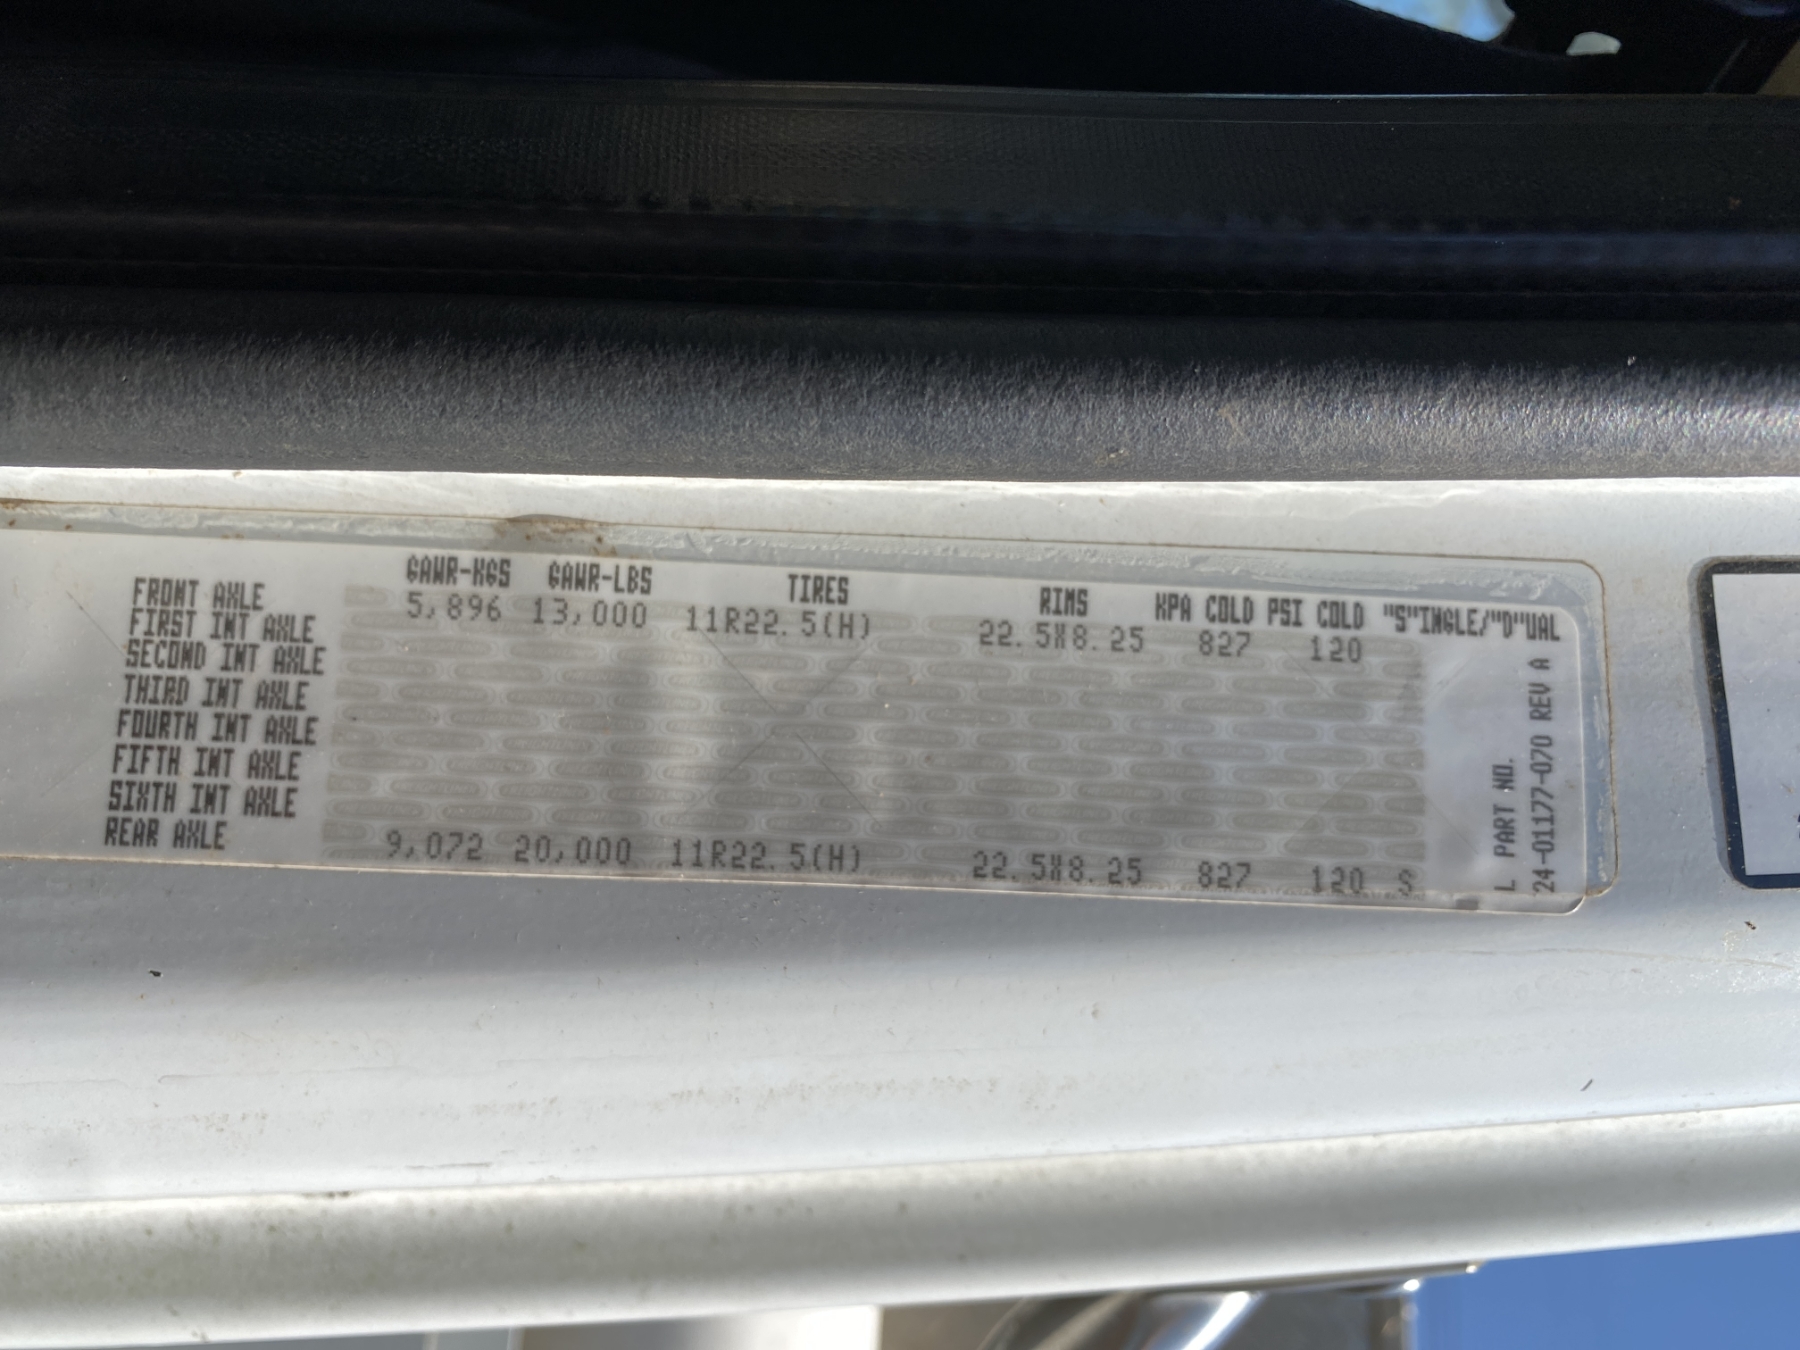 GAWR-KGS GAWR-LBS TIRES RIMS KPA COLD PSI COLD "S"INGLE/"D"UAL
FRONT AXLE 5,896 13,000 11R22.5(H) 22.5X8.25 827 120
FIRST INT AXLE
SECOND INT AXLE
THIRD INT AXLE
FOURTH INT AXLE
FIFTH INT AXLE
SIXTH INT AXLE
REAR AXLE 9,072 20,000 11R22.5(H) 22.5X8.25 827 120 S
L PART NO.
24-01177-070 REV A